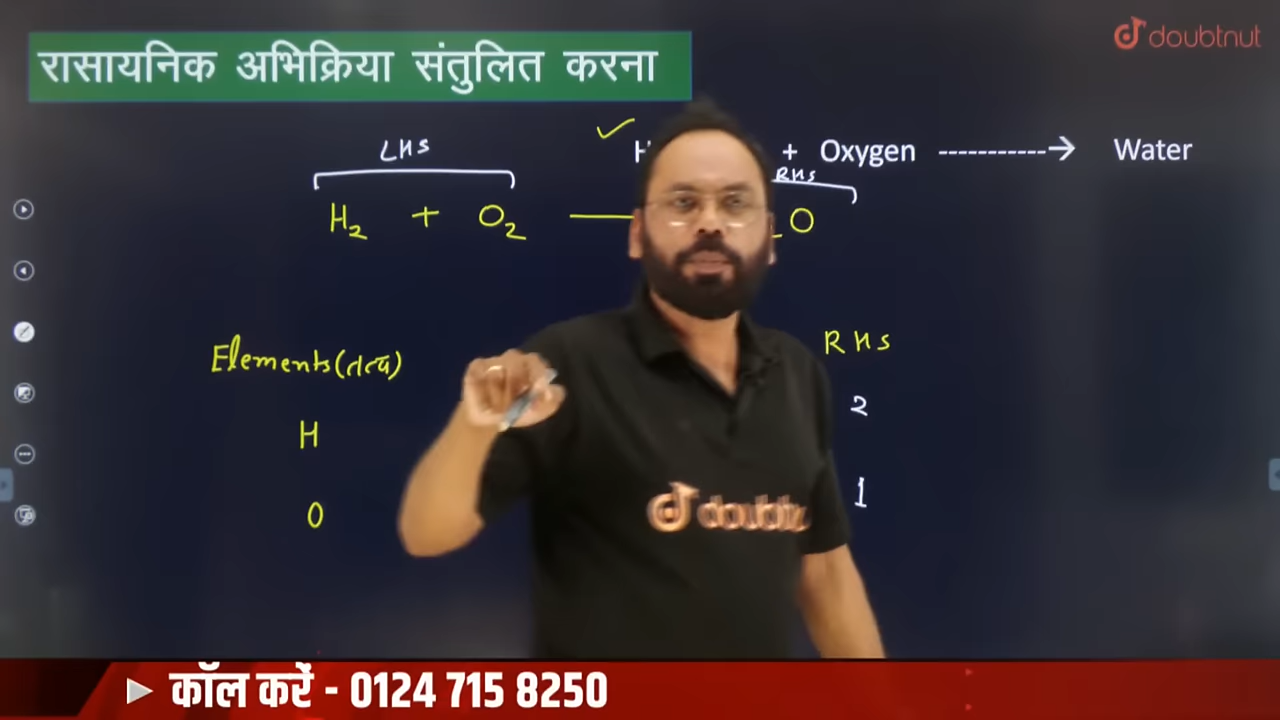 doubtnut
रासायनिक अभिक्रिया संतुलित करना
LHS
H + Oxygen -----------> Water
RHS
H₂ + O₂ O
Elements (तत्व)
RHS
H 2
O 1
doubtnut
कॉल करें - 0124 715 8250